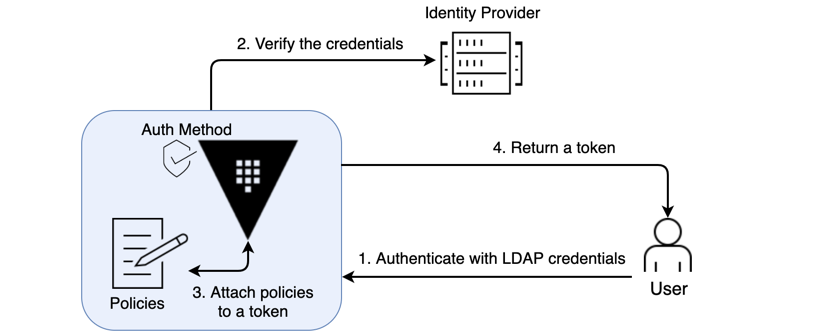 Identity Provider
2. Verify the credentials
Auth Method
4. Return a token
1. Authenticate with LDAP credentials
User
Policies
3. Attach policies
to a token